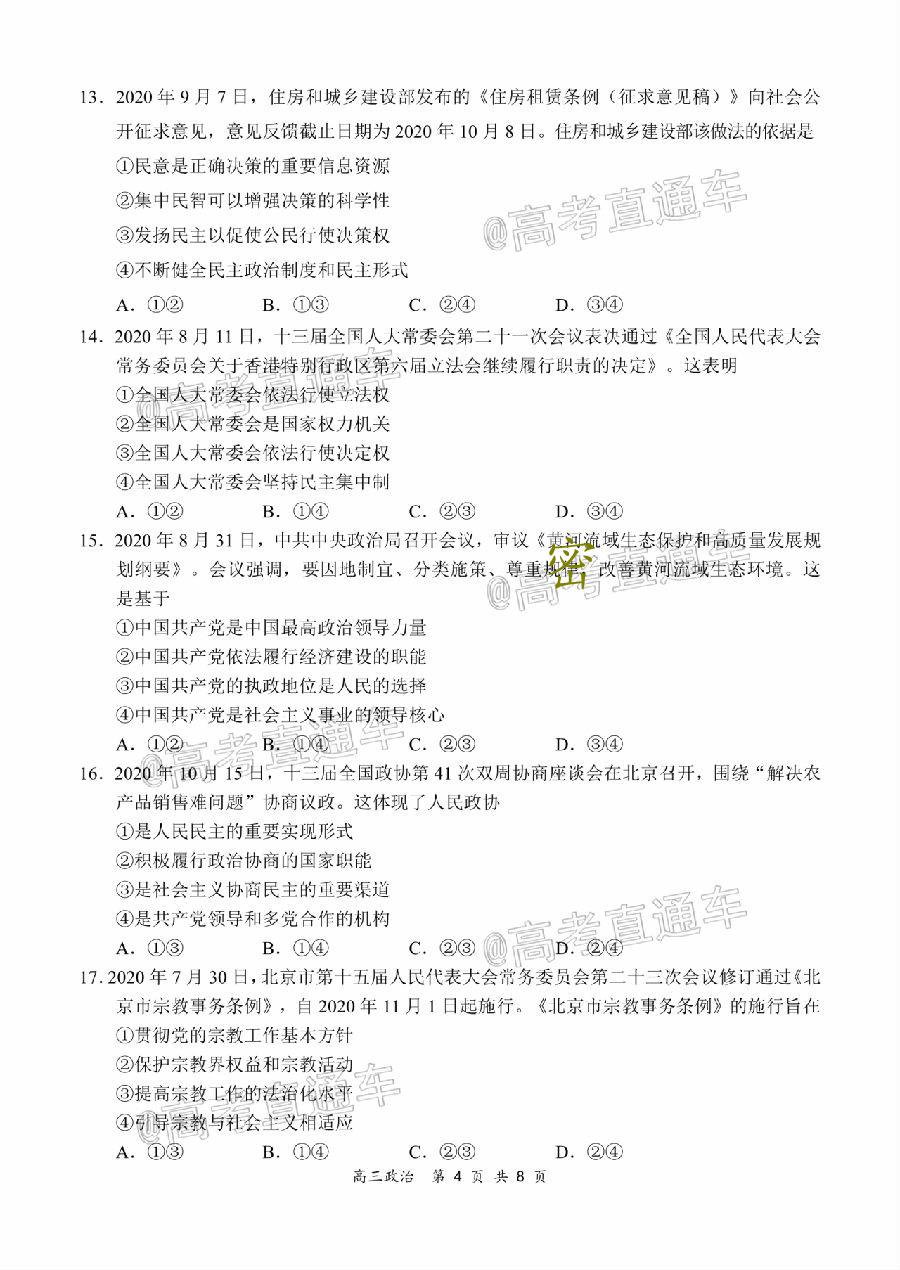 13．2020 年 9 月 7 日，住房和城乡建设部发布的《住房租赁条例（征求意见稿）》向社会公
开征求意见，意见反馈截止日期为 2020 年 10 月 8 日。住房和城乡建设部该做法的依据是
①民意是正确决策的重要信息资源
②集中民智可以增强决策的科学性
@高考直通车
③发扬民主以促使公民行使决策权
④不断健全民主政治制度和民主形式
A．①② B．①③ C．②④ D．③④
14．2020 年 8 月 11 日，十三届全国人大常委会第二十一次会议表决通过《全国人民代表大会
常务委员会关于香港特别行政区第六届立法会继续履行职责的决定》。这表明
@高考直通车
①全国人大常委会依法行使立法权
②全国人大常委会是国家权力机关
③全国人大常委会依法行使决定权
④全国人大常委会坚持民主集中制
A．①② B．①④ C．②③ D．③④
15．2020 年 8 月 31 日，中共中央政治局召开会议，审议《黄河流域生态保护和高质量发展规
划纲要》。会议强调，要因地制宜、分类施策、尊重规律，改善黄河流域生态环境。这
密
@高考直通车
是基于
①中国共产党是中国最高政治领导力量
②中国共产党依法履行经济建设的职能
③中国共产党的执政地位是人民的选择
④中国共产党是社会主义事业的领导核心
@高考直通车
A．①② B．①④ C．②③ D．③④
16．2020 年 10 月 15 日，十三届全国政协第 41 次双周协商座谈会在北京召开，围绕“解决农
产品销售难问题”协商议政。这体现了人民政协
①是人民民主的重要实现形式
②积极履行政治协商的国家职能
③是社会主义协商民主的重要渠道
④是共产党领导和多党合作的机构
@高考直通车
A．①③ B．①④ C．②③ D．②④
17. 2020 年 7 月 30 日，北京市第十五届人民代表大会常务委员会第二十三次会议修订通过《北
京市宗教事务条例》，自 2020 年 11 月 1 日起施行。《北京市宗教事务条例》的施行旨在
①贯彻党的宗教工作基本方针
②保护宗教界权益和宗教活动
③提高宗教工作的法治化水平
④引导宗教与社会主义相适应
@高考直通车
A．①③ B．①④ C．②③ D．②④
高三政治 第 4 页 共 8 页